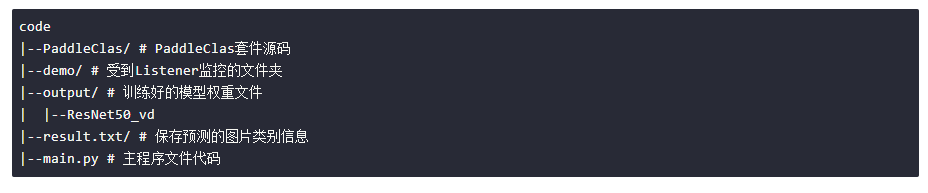 code
|--PaddleClas/ # PaddleClas套件源码
|--demo/ # 受到Listener监控的文件夹
|--output/ # 训练好的模型权重文件
|  |--ResNet50_vd
|--result.txt/ # 保存预测的图片类别信息
|--main.py # 主程序文件代码